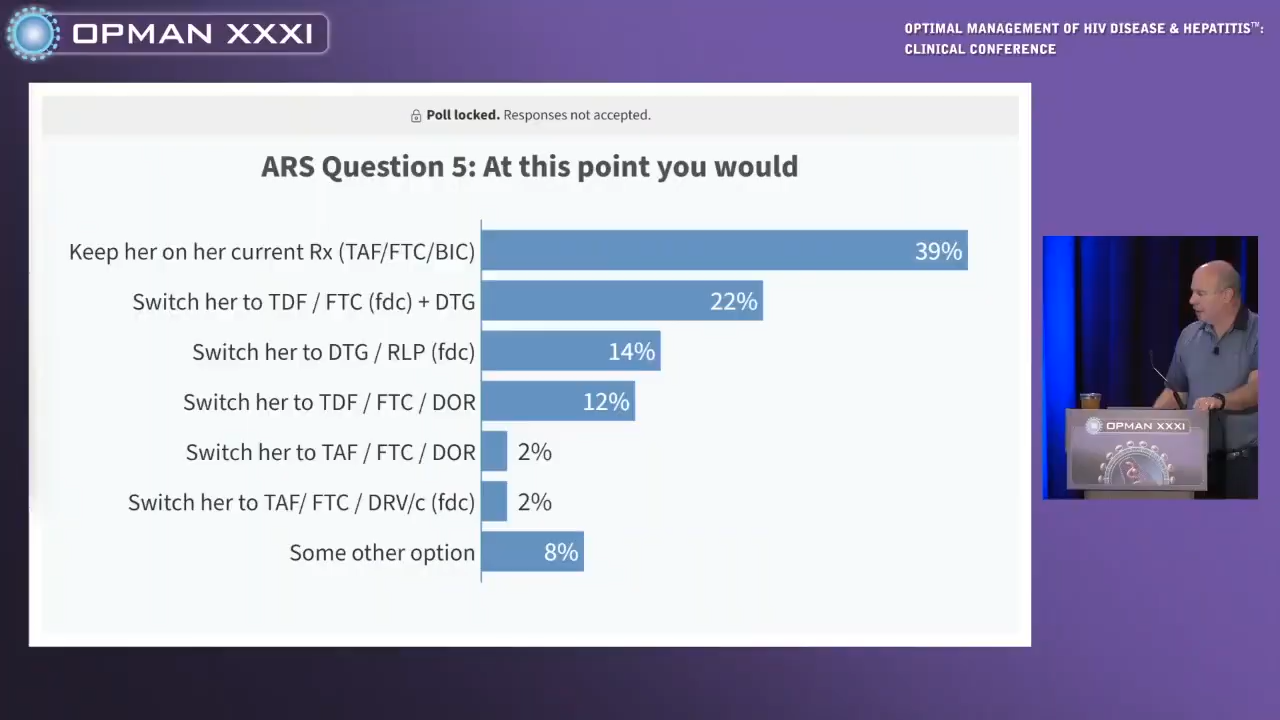 OPMAN XXXI
OPTIMAL MANAGEMENT OF HIV DISEASE & HEPATITIS™:
CLINICAL CONFERENCE
Poll locked. Responses not accepted.
ARS Question 5: At this point you would
Keep her on her current Rx (TAF/FTC/BIC) 39%
Switch her to TDF / FTC (fdc) + DTG 22%
Switch her to DTG / RLP (fdc) 14%
Switch her to TDF / FTC / DOR 12%
Switch her to TAF / FTC / DOR 2%
Switch her to TAF/ FTC / DRV/c (fdc) 2%
Some other option 8%
OPMAN XXXI